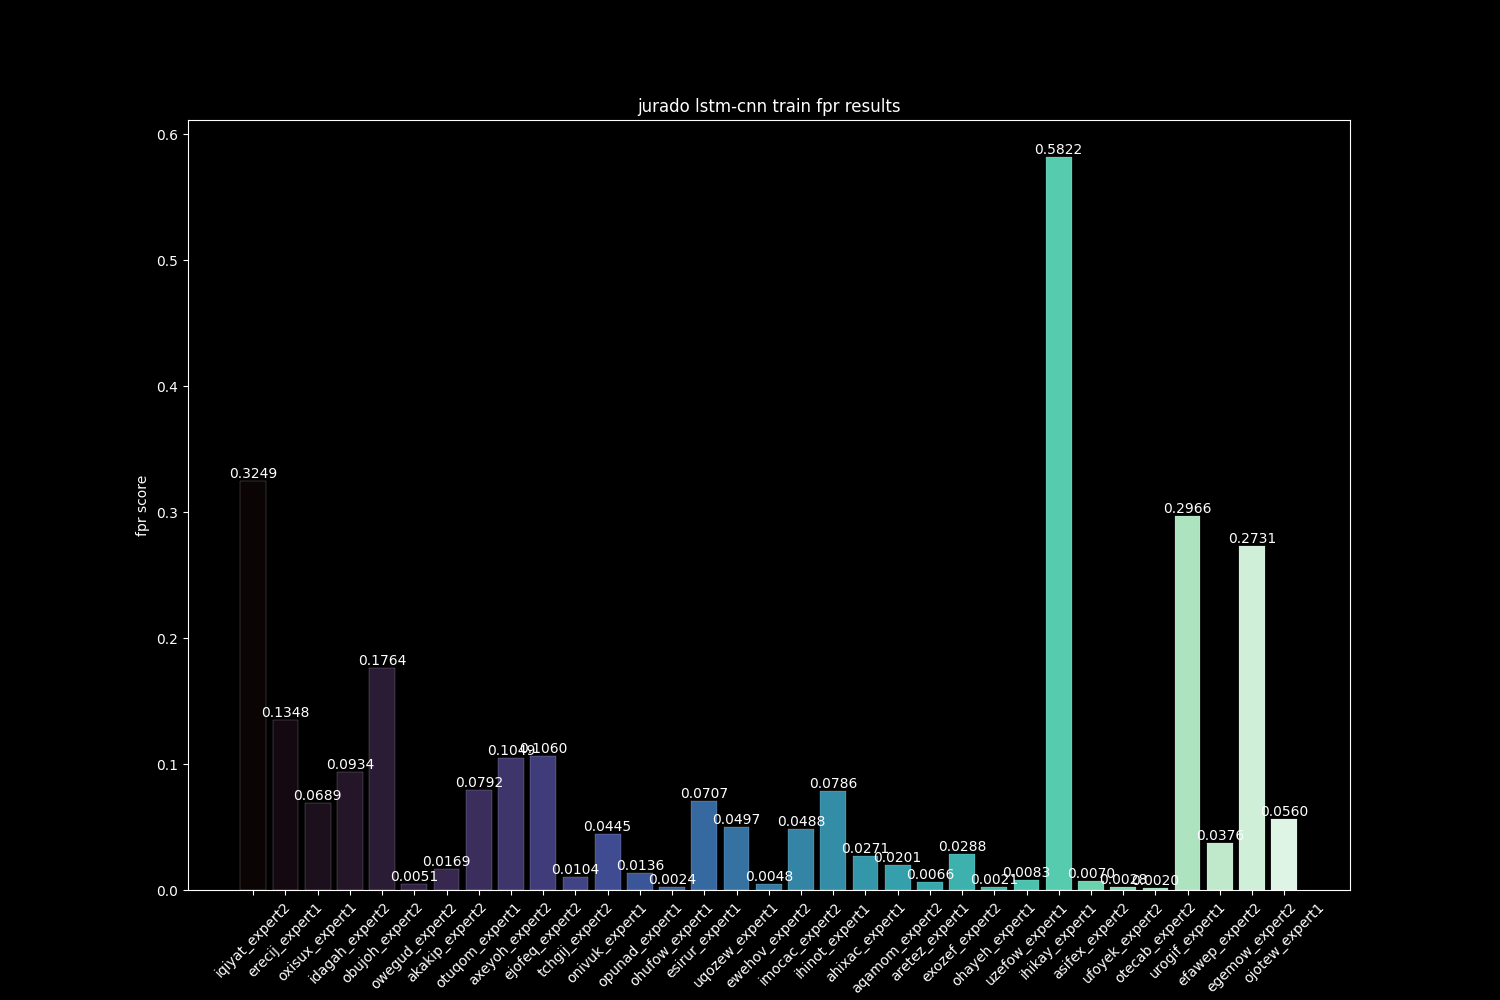 jurado lstm-cnn train fpr results
fpr score
0.6
0.5
0.4
0.3
0.2
0.1
0.0
0.3249
0.1348
0.0689
0.0934
0.1764
0.0051
0.0169
0.0792
0.1049
0.1060
0.0104
0.0445
0.0136
0.0024
0.0707
0.0497
0.0048
0.0488
0.0786
0.0271
0.0201
0.0066
0.0288
0.0021
0.0083
0.5822
0.0070
0.0028
0.0020
0.2966
0.0376
0.2731
0.0560
iqjyat_expert2
erecij_expert1
oxisux_expert1
idagah_expert2
obujoh_expert2
owegud_expert2
akakip_expert2
otuqom_expert1
axeyoh_expert2
ejofeq_expert2
tchgjj_expert2
onivuk_expert1
opunad_expert1
ohufow_expert1
esirur_expert1
uqozew_expert1
ewehov_expert2
imocac_expert2
ihinot_expert1
ahixac_expert1
aqamom_expert2
aretez_expert1
exozef_expert2
ohayeh_expert1
uzefow_expert1
ihikay_expert1
asifex_expert2
ufoyek_expert2
otecab_expert2
urogif_expert1
efawep_expert2
egemow_expert2
ojotew_expert1